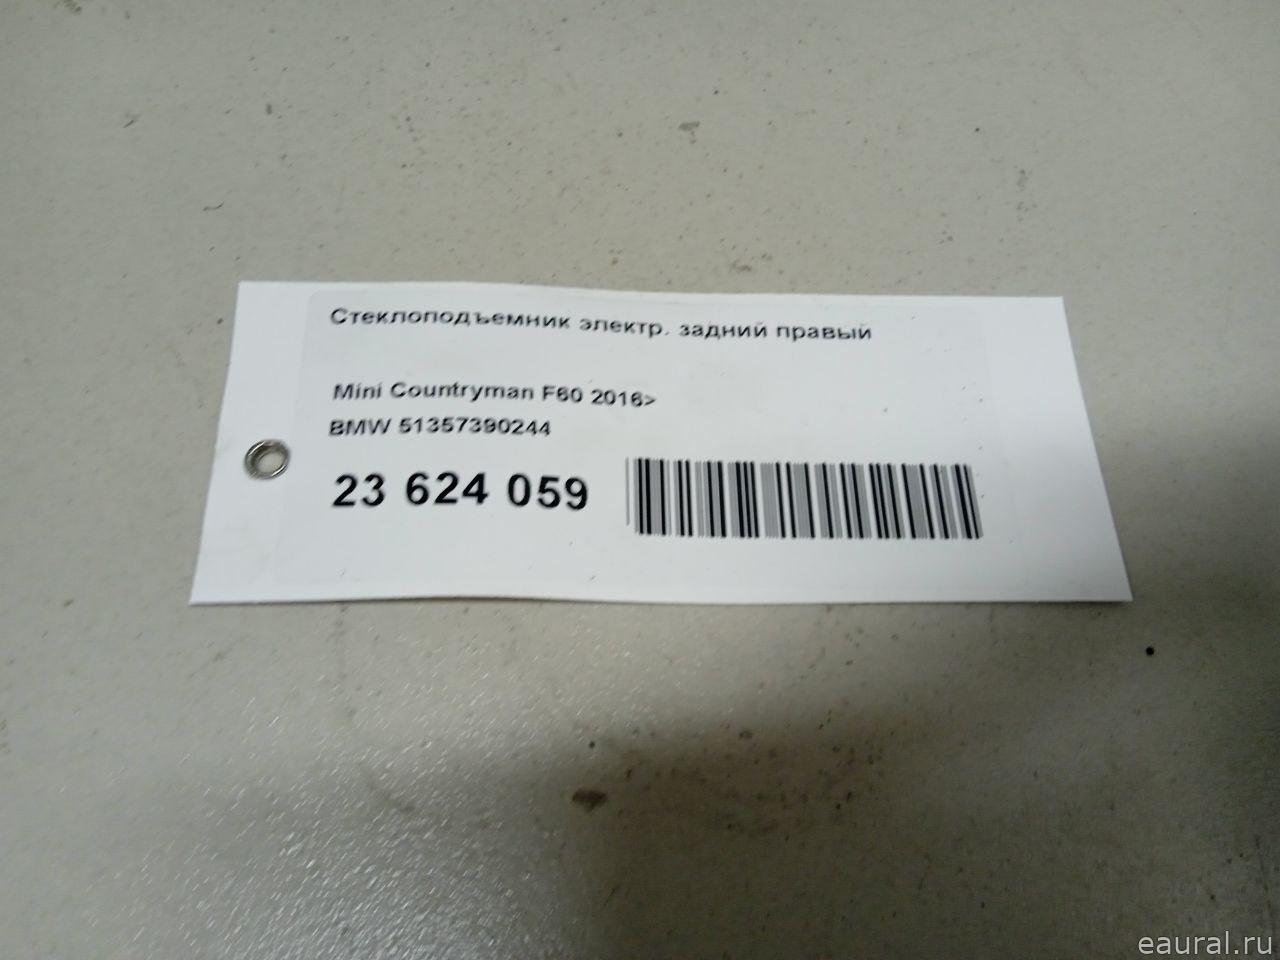 Стеклоподъемник электр. задний правый
Mini Countryman F60 2016>
BMW 51357390244
23 624 059
eaural.ru